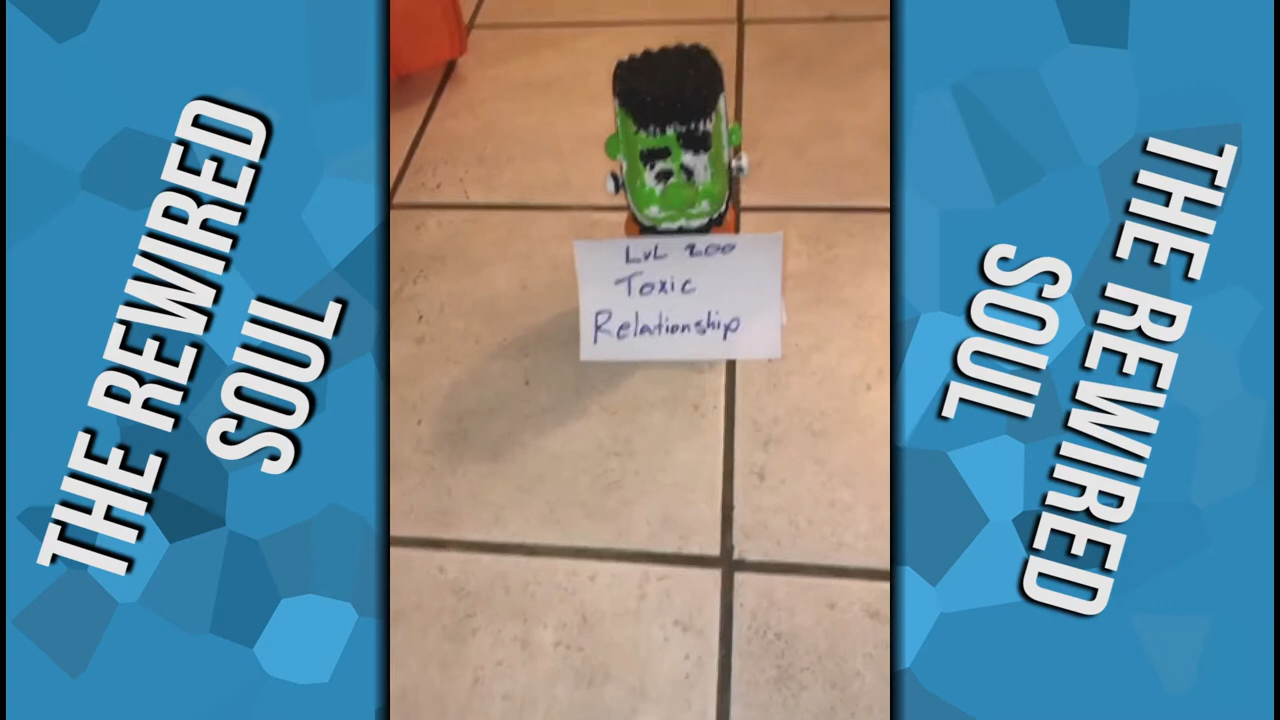 THE REWIRED
SOUL
LvL 200
Toxic
Relationship
THE REWIRED
SOUL